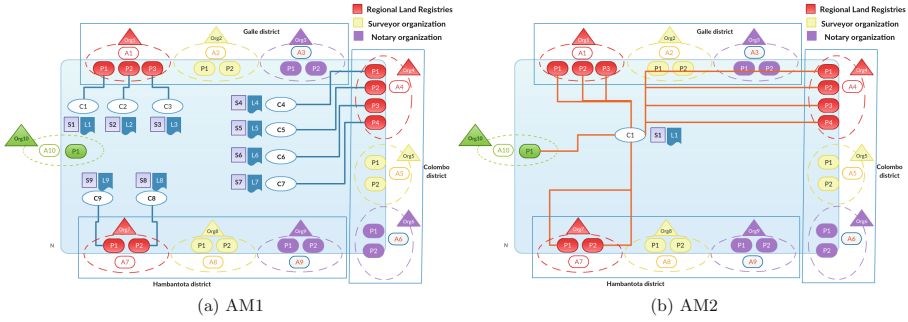 Regional Land Registries
Surveyor organization
Notary organization
Galle district
Org1
A1
P1 P2 P3
Org2
A2
P1 P2
Org3
A3
P1 P2
C1 C2 C3
S1 L1 S2 L2 S3 L3
Org10
A10 P1
S4 L4 C4
S5 L5 C5
S6 L6 C6
S7 L7 C7
P1
P2
P3
P4
Org4
A4
P1
P2
Org5
A5
Colombo
district
P1
P2
Org6
A6
S9 L9 S8 L8
C9 C8
N
Org7
P1 P2
A7
Org8
P1 P2
A8
Org9
P1 P2
A9
Hambantota district
(a) AM1
Regional Land Registries
Surveyor organization
Notary organization
Galle district
Org1
A1
P1 P2 P3
Org2
A2
P1 P2
Org3
A3
P1 P2
Org10
A10 P1
C1 S1 L1
P1
P2
P3
P4
Org4
A4
P1
P2
Org5
A5
Colombo
district
P1
P2
Org6
A6
N
Org7
P1 P2
A7
Org8
P1 P2
A8
Org9
P1 P2
A9
Hambantota district
(b) AM2